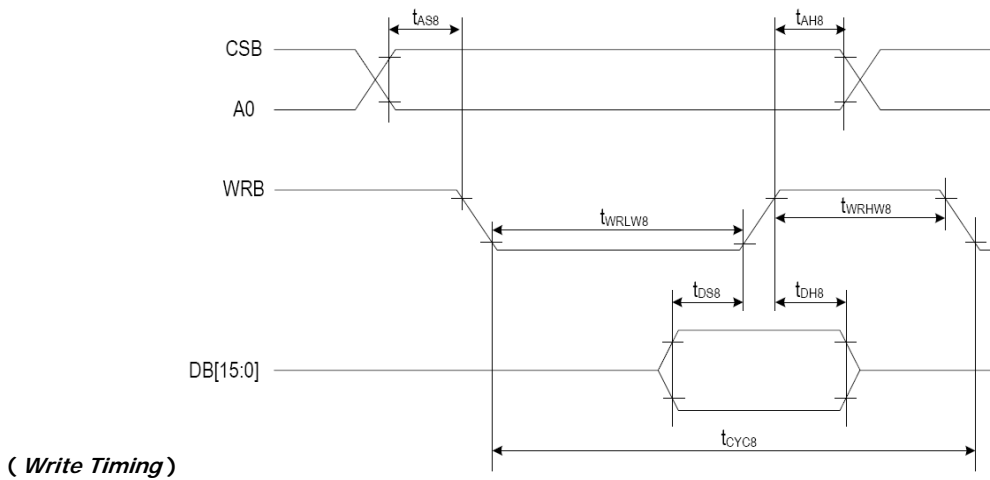 tAS8 tAH8
CSB
A0
WRB
tWRLW8 tWRHW8
tDS8 tDH8
DB[15:0]
tCYC8
( Write Timing )